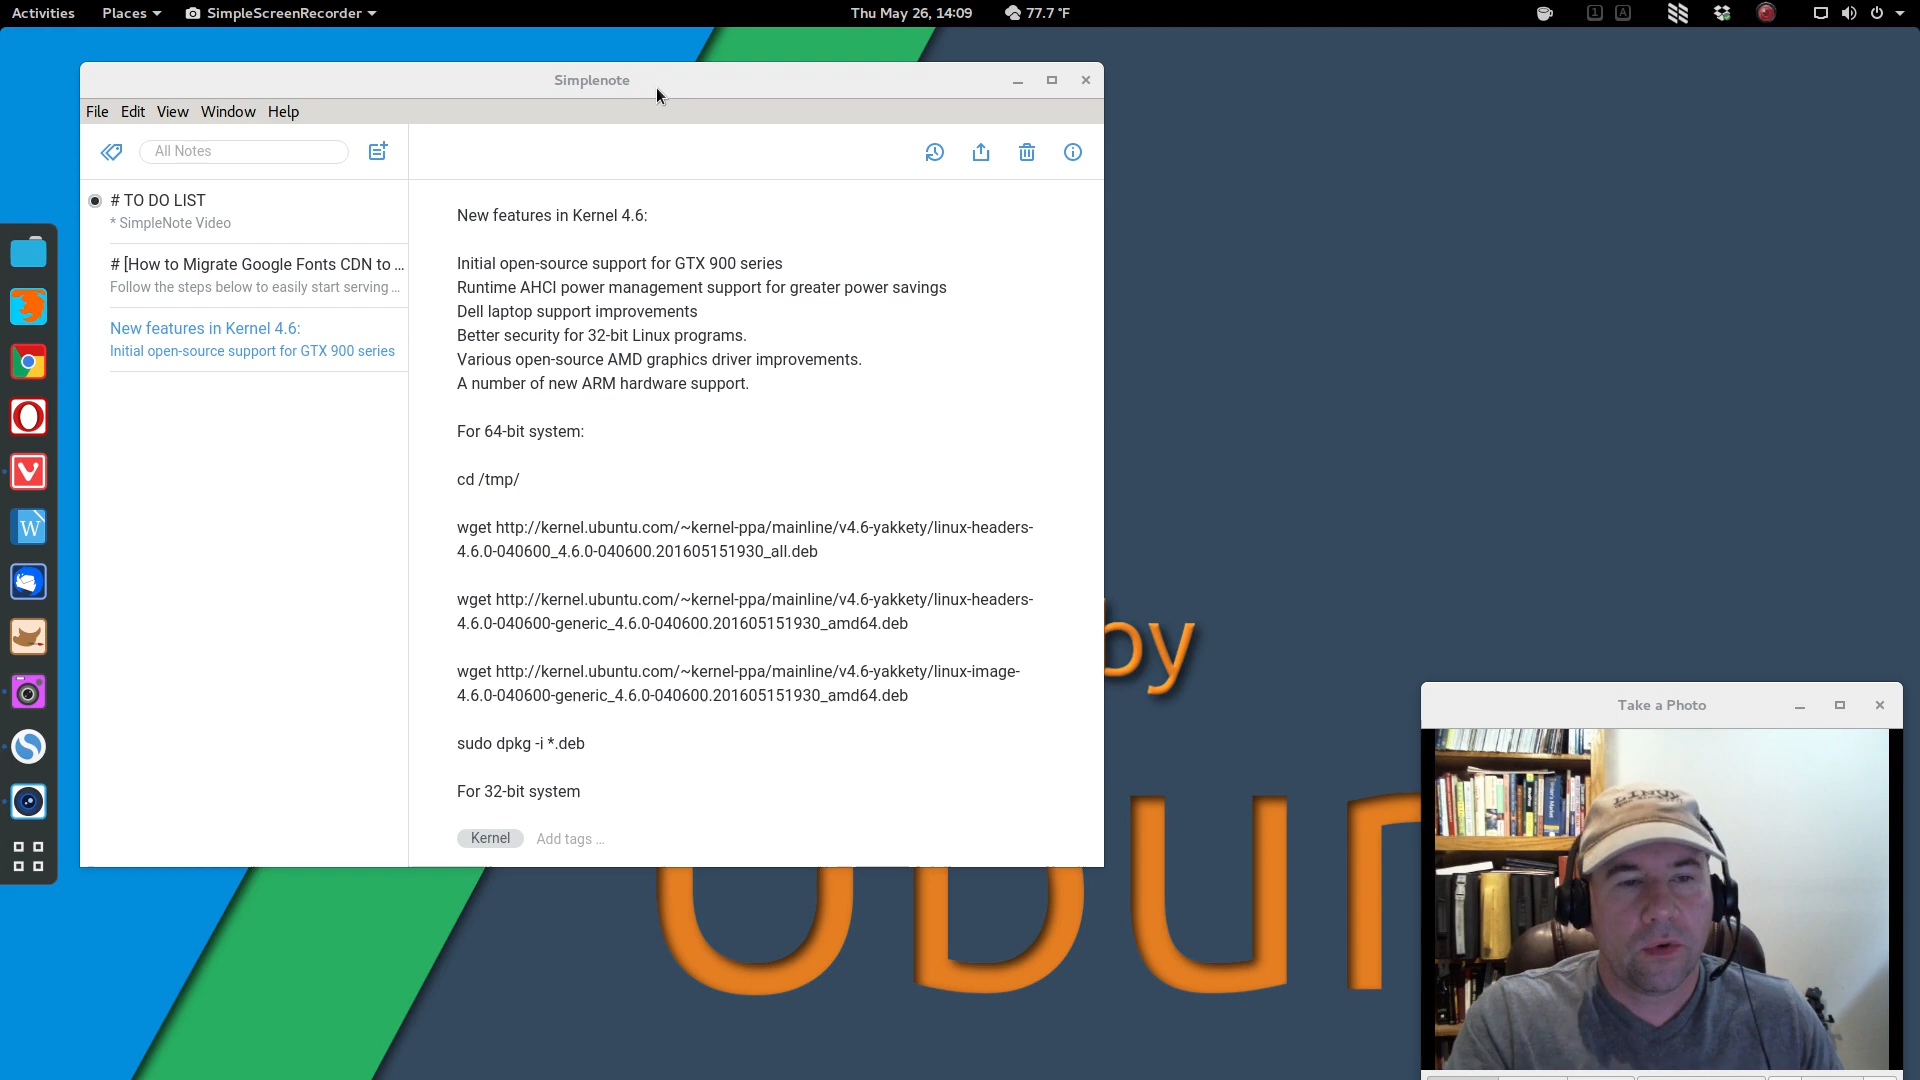 Activities Places SimpleScreenRecorder Thu May 26, 14:09 77.7 °F 1 A
Simplenote
File Edit View Window Help
All Notes
# TO DO LIST
* SimpleNote Video
# [How to Migrate Google Fonts CDN to ...
Follow the steps below to easily start serving ...
New features in Kernel 4.6:
Initial open-source support for GTX 900 series
New features in Kernel 4.6:
Initial open-source support for GTX 900 series
Runtime AHCI power management support for greater power savings
Dell laptop support improvements
Better security for 32-bit Linux programs.
Various open-source AMD graphics driver improvements.
A number of new ARM hardware support.
For 64-bit system:
cd /tmp/
wget http://kernel.ubuntu.com/~kernel-ppa/mainline/v4.6-yakkety/linux-headers-
4.6.0-040600_4.6.0-040600.201605151930_all.deb
wget http://kernel.ubuntu.com/~kernel-ppa/mainline/v4.6-yakkety/linux-headers-
4.6.0-040600-generic_4.6.0-040600.201605151930_amd64.deb
wget http://kernel.ubuntu.com/~kernel-ppa/mainline/v4.6-yakkety/linux-image-
4.6.0-040600-generic_4.6.0-040600.201605151930_amd64.deb
sudo dpkg -i *.deb
For 32-bit system
Kernel Add tags ...
W
by
Take a Photo
LINUX